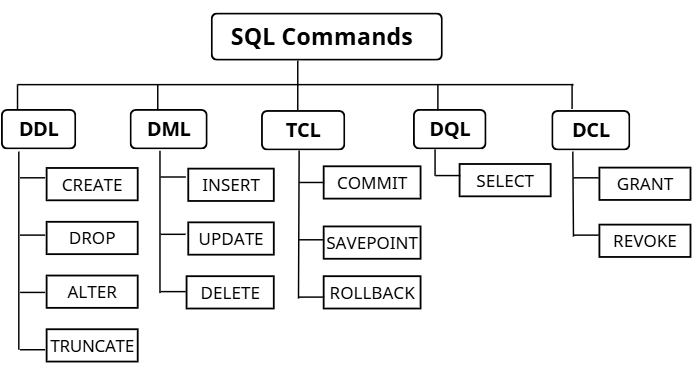 SQL Commands
DDL
DML
TCL
DQL
DCL
CREATE
DROP
ALTER
TRUNCATE
INSERT
UPDATE
DELETE
COMMIT
SAVEPOINT
ROLLBACK
SELECT
GRANT
REVOKE